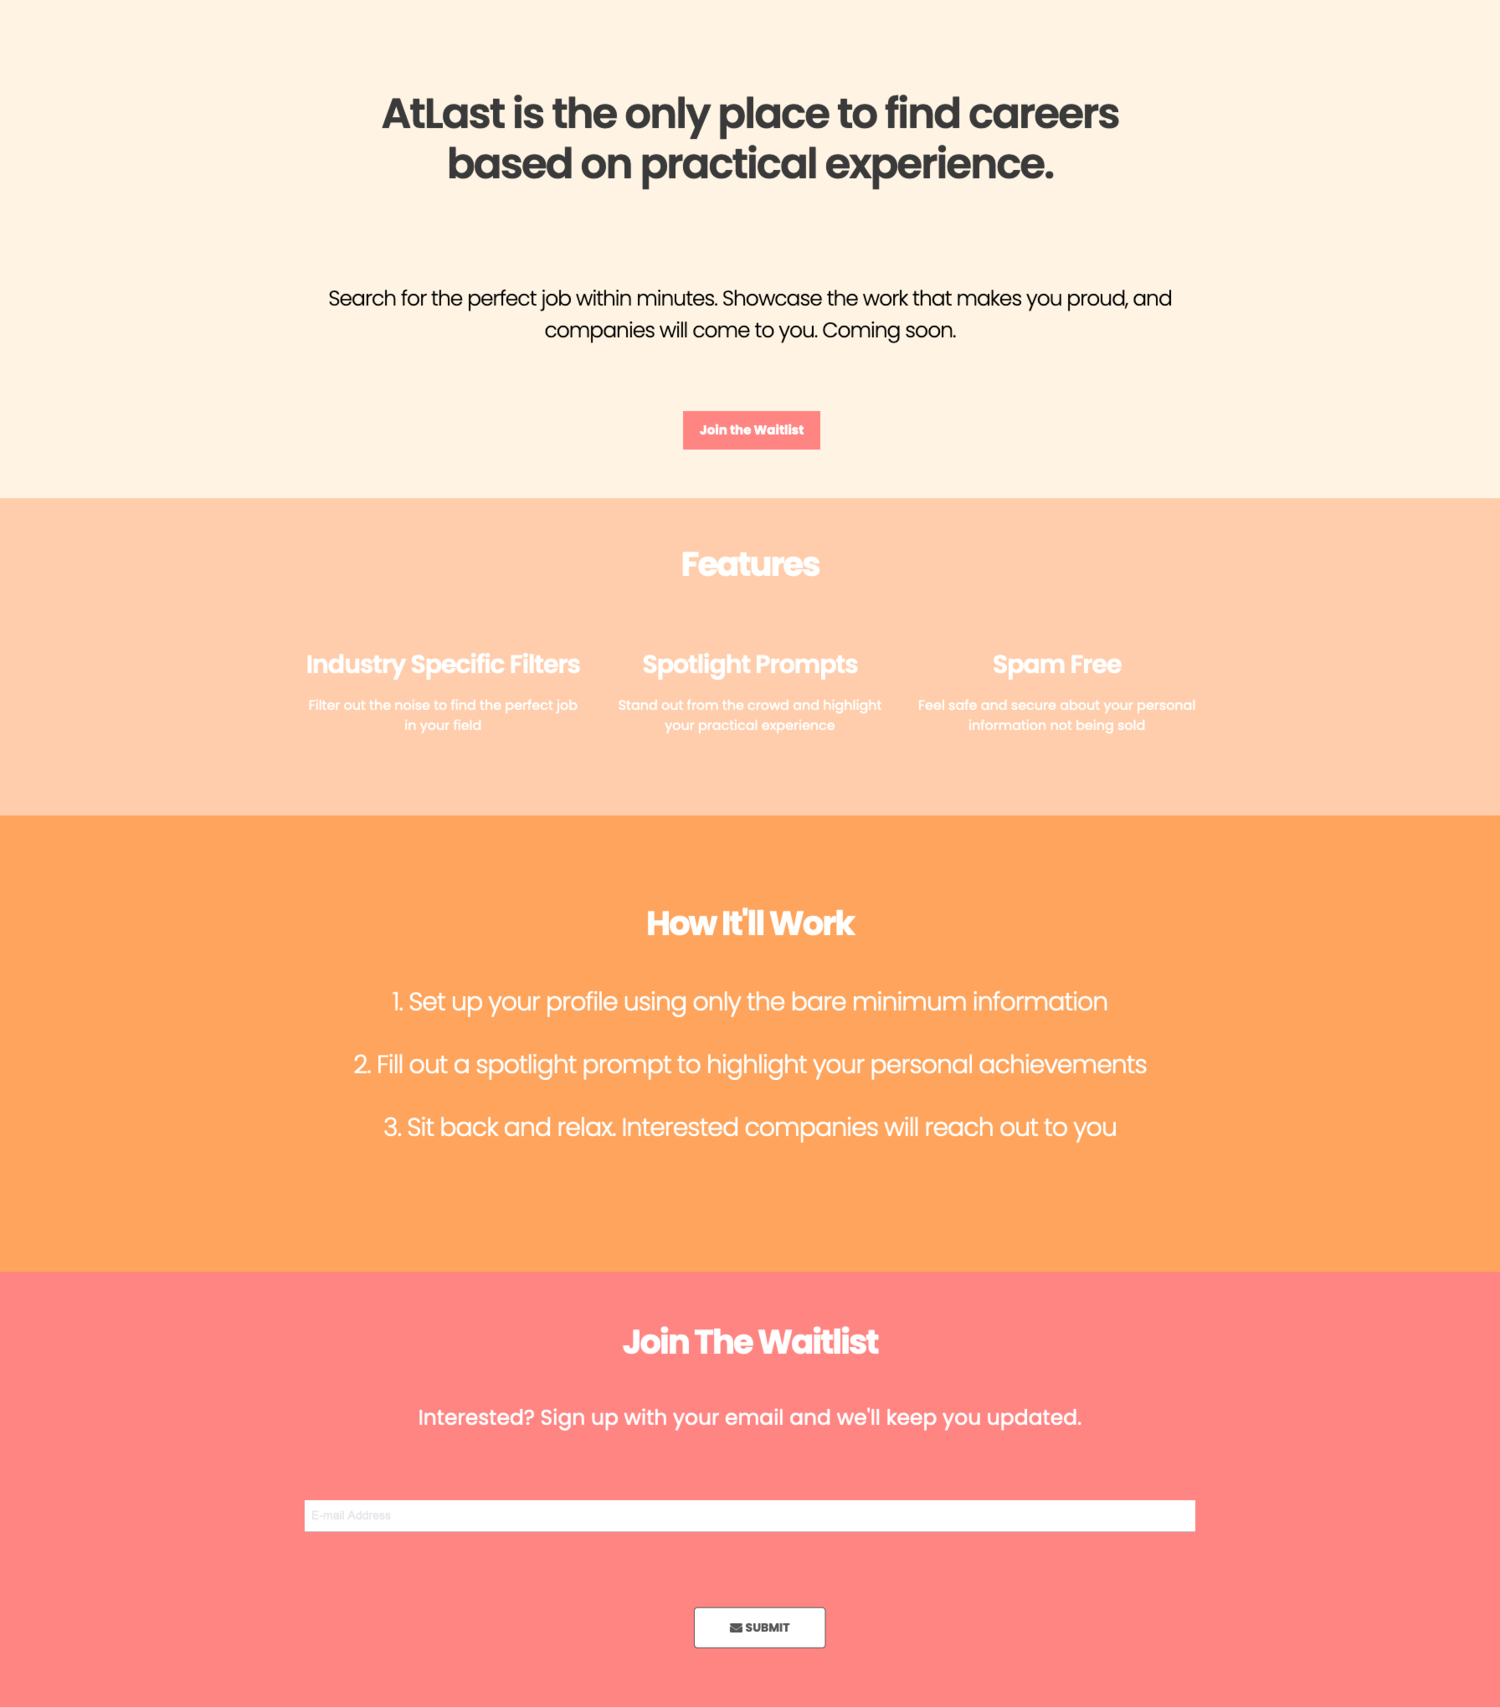 AtLast is the only place to find careers
based on practical experience.
Search for the perfect job within minutes. Showcase the work that makes you proud, and
companies will come to you. Coming soon.
Join the Waitlist
Features
Industry Specific Filters
Filter out the noise to find the perfect job
in your field
Spotlight Prompts
Stand out from the crowd and highlight
your practical experience
Spam Free
Feel safe and secure about your personal
information not being sold
How It'll Work
1. Set up your profile using only the bare minimum information
2. Fill out a spotlight prompt to highlight your personal achievements
3. Sit back and relax. Interested companies will reach out to you
Join The Waitlist
Interested? Sign up with your email and we'll keep you updated.
E-mail Address
SUBMIT